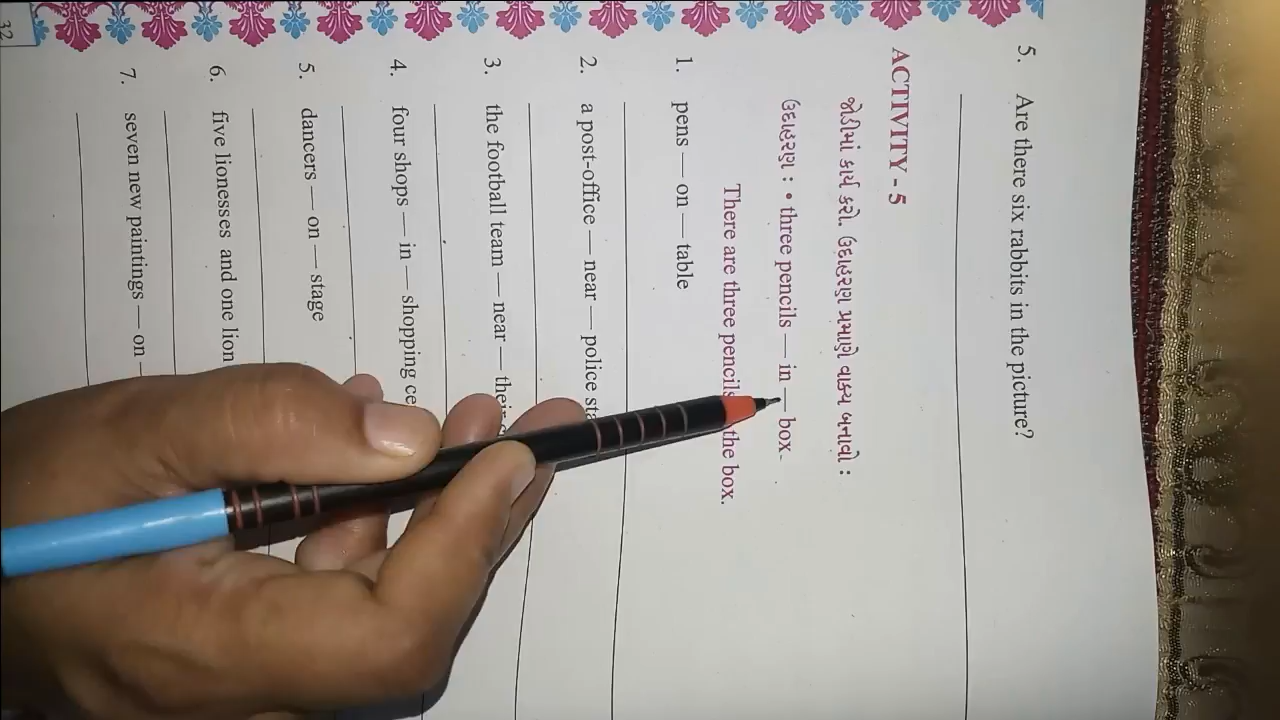 5. Are there six rabbits in the picture?
ACTIVITY - 5
જોડીમાં કાર્ય કરો. ઉદાહરણ પ્રમાણે વાક્ય બનાવો :
ઉદાહરણ : • three pencils — in — box-
There are three pencils the box.
1. pens — on — table
2. a post-office — near — police
3. the football team — near — their
4. four shops — in — shopping
5. dancers — on — stage
6. five lionesses and one lion
7. seven new paintings — on —
32